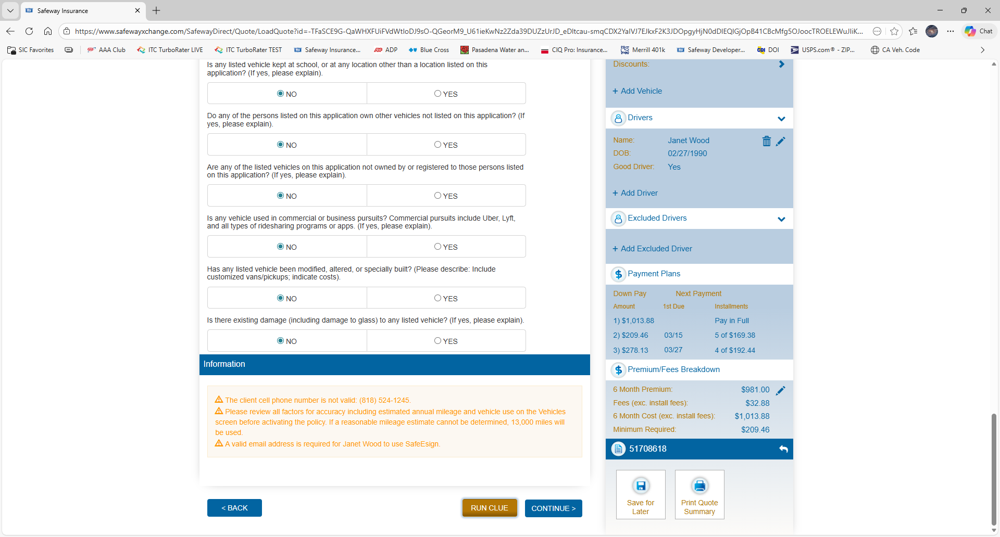 Safeway Insurance
https://www.safewayxchange.com/SafewayDirect/Quote/LoadQuote?id=-TFaSCE9G-QaWHXFUiFVdWtIoDJ9sO-QGeorM9_U61ieKwNz2Zda39DUZzUrJD_eDItcau-smqCDX2YalVJ7EJkxF2K3JDOpgyHjN0dDIEQIGjOpB41CBcMfg5OJoocTROELEWuJIiK...
Chat
SIC Favorites
AAA Club
ITC TurboRater LIVE
ITC TurboRater TEST
Safeway Insurance...
ADP
Blue Cross
Pasadena Water an...
CIQ Pro: Insurance...
Merrill 401k
Safeway Developer...
CDI DOI
USPS.com® - ZIP...
CA Veh. Code
Is any listed vehicle kept at school, or at any location other than a location listed on this
application? (If yes, please explain).
NO YES
Do any of the persons listed on this application own other vehicles not listed on this application? (If
yes, please explain).
NO YES
Are any of the listed vehicles on this application not owned by or registered to those persons listed
on this application? (If yes, please explain).
NO YES
Is any vehicle used in commercial or business pursuits? Commercial pursuits include Uber, Lyft,
and all types of ridesharing programs or apps. (If yes, please explain).
NO YES
Has any listed vehicle been modified, altered, or specially built? (Please describe: Include
customized vans/pickups; indicate costs).
NO YES
Is there existing damage (including damage to glass) to any listed vehicle? (If yes, please explain).
NO YES
Information
The client cell phone number is not valid: (818) 524-1245.
Please review all factors for accuracy including estimated annual mileage and vehicle use on the Vehicles
screen before activating the policy. If a reasonable mileage estimate cannot be determined, 13,000 miles will
be used.
A valid email address is required for Janet Wood to use SafeEsign.
< BACK
RUN CLUE
CONTINUE >
Discounts:
+ Add Vehicle
Drivers
Name: Janet Wood
DOB: 02/27/1990
Good Driver: Yes
+ Add Driver
Excluded Drivers
+ Add Excluded Driver
Payment Plans
Down Pay Next Payment
Amount 1st Due Installments
1) $1,013.88 Pay in Full
2) $209.46 03/15 5 of $169.38
3) $278.13 03/27 4 of $192.44
Premium/Fees Breakdown
6 Month Premium: $981.00
Fees (exc. install fees): $32.88
6 Month Cost (exc. install fees): $1,013.88
Minimum Required: $209.46
51708618
Save for
Later
Print Quote
Summary